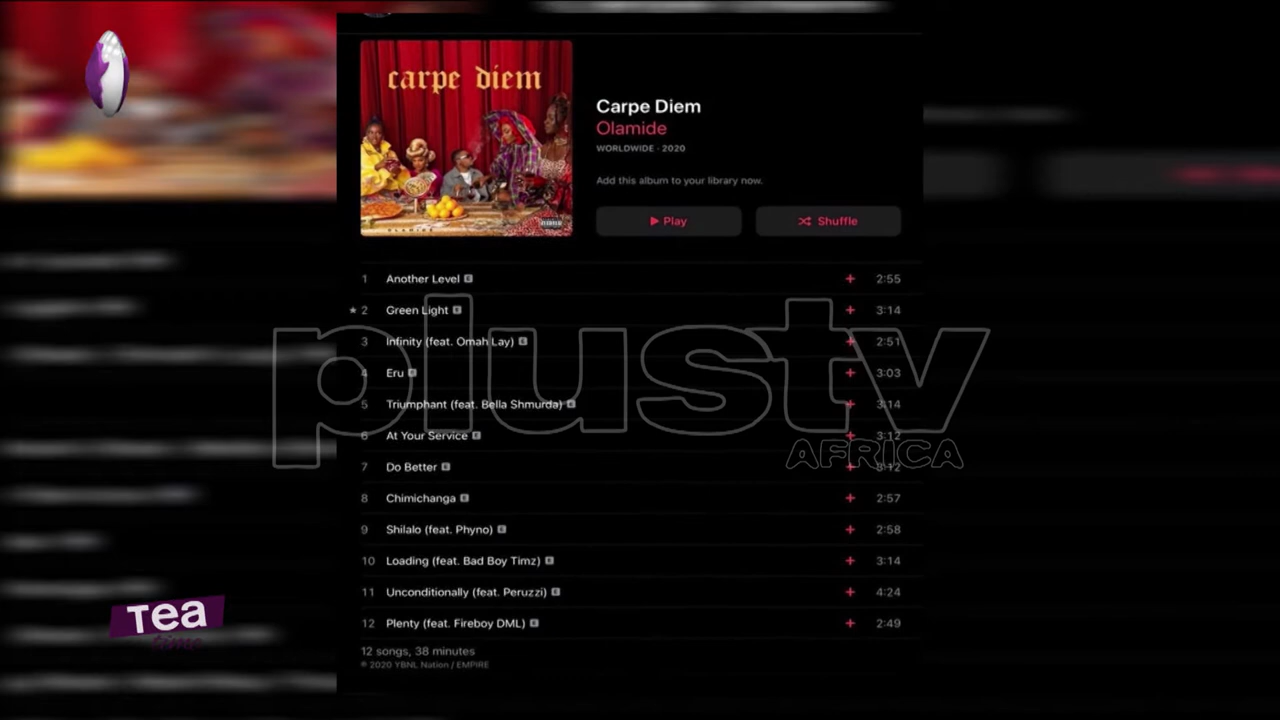 carpe diem
Carpe Diem
Olamide
WORLDWIDE · 2020
Add this album to your library now.
Play
Shuffle
1 Another Level E + 2:55
★ 2 Green Light E + 3:14
3 Infinity (feat. Omah Lay) E + 2:51
4 Eru E + 3:03
5 Triumphant (feat. Bella Shmurda) E + 3:14
6 At Your Service E + 3:12
7 Do Better E + 3:12
8 Chimichanga E + 2:57
9 Shilalo (feat. Phyno) E + 2:58
10 Loading (feat. Bad Boy Timz) E + 3:14
11 Unconditionally (feat. Peruzzi) E + 4:24
12 Plenty (feat. Fireboy DML) E + 2:49
12 songs, 38 minutes
℗ 2020 YBNL Nation / EMPIRE
plustv
AFRICA
Tea
time